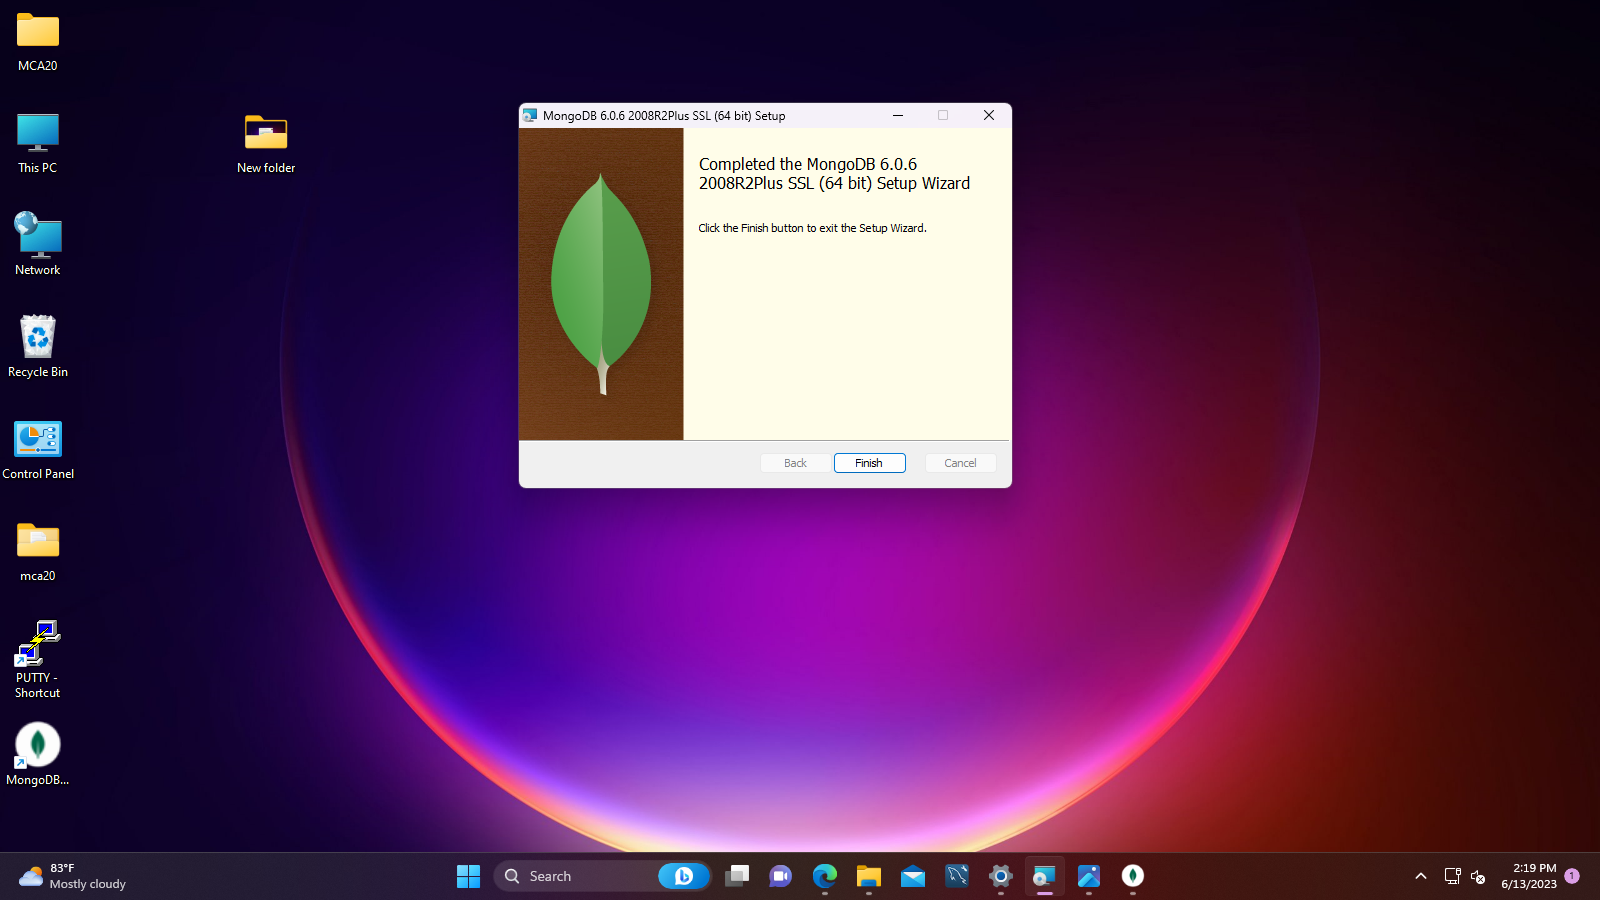 MCA20
This PC
New folder
Network
Recycle Bin
Control Panel
mca20
PUTTY -
Shortcut
MongoDB...
MongoDB 6.0.6 2008R2Plus SSL (64 bit) Setup
Completed the MongoDB 6.0.6
2008R2Plus SSL (64 bit) Setup Wizard
Click the Finish button to exit the Setup Wizard.
Back
Finish
Cancel
83°F
Mostly cloudy
Search
2:19 PM
6/13/2023
1